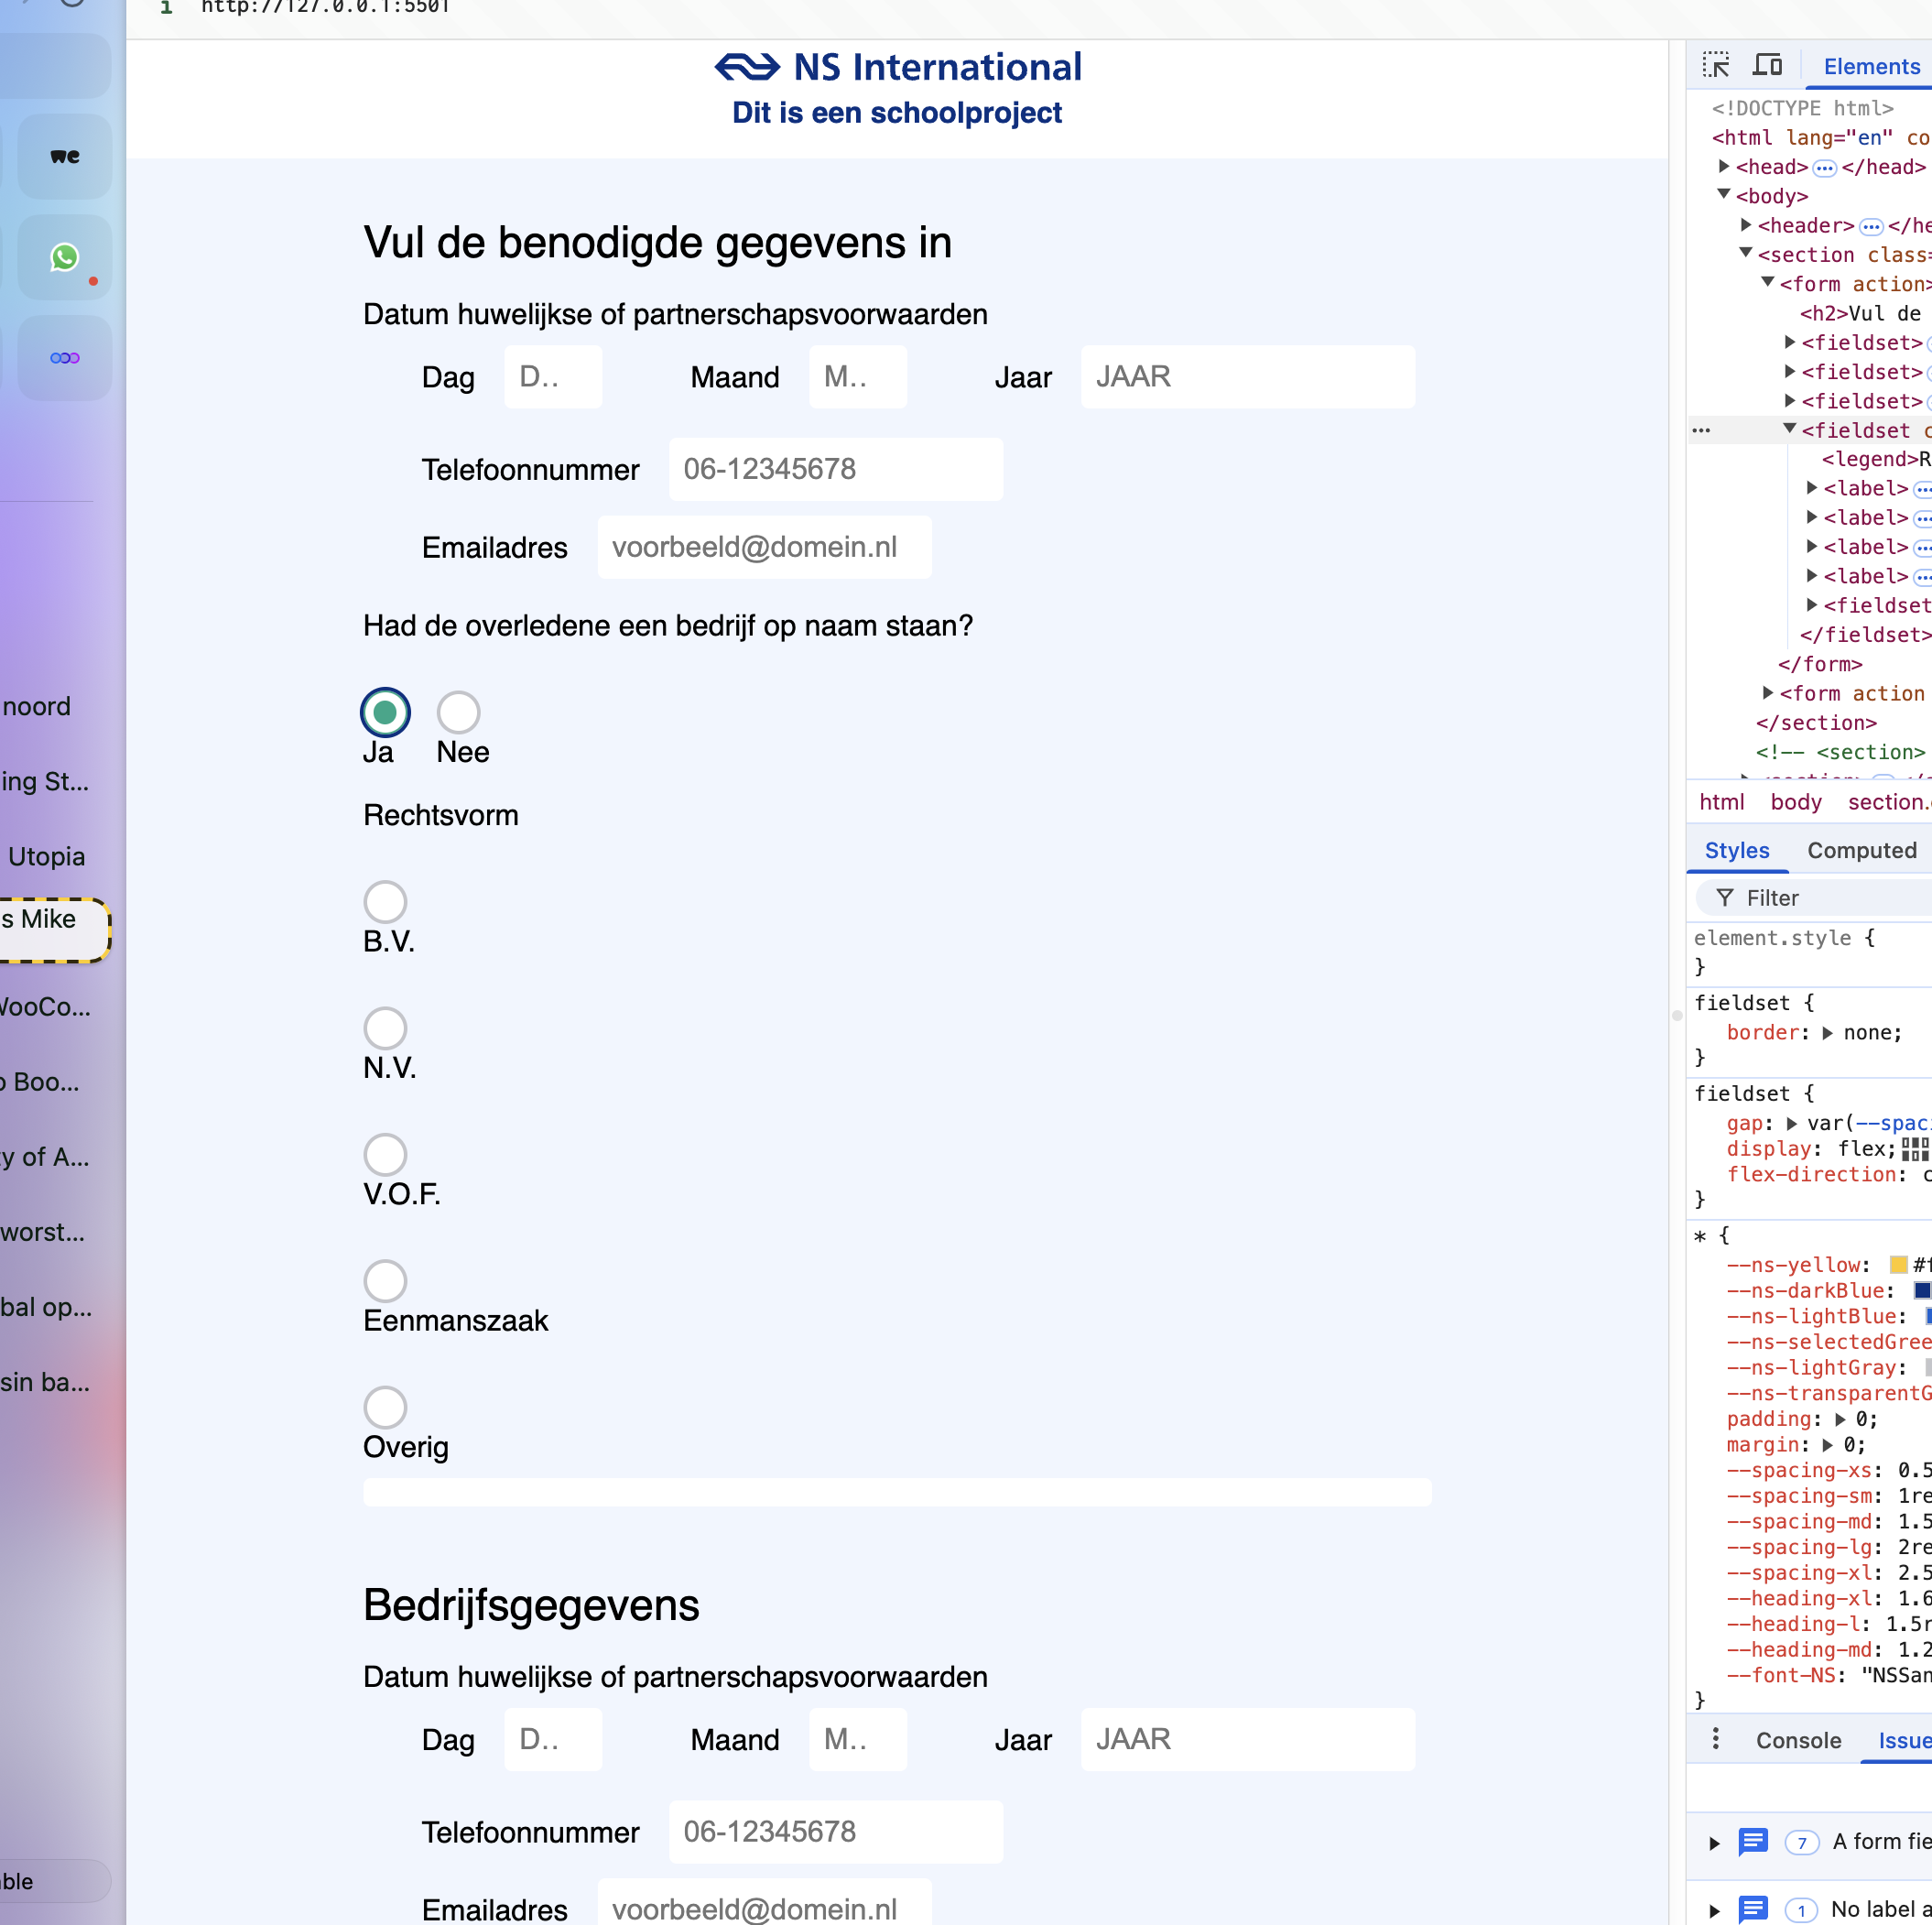 http://127.0.0.1:5501
NS International
Dit is een schoolproject
Vul de benodigde gegevens in
Datum huwelijkse of partnerschapsvoorwaarden
Dag D.. Maand M.. Jaar JAAR
Telefoonnummer 06-12345678
Emailadres voorbeeld@domein.nl
Had de overledene een bedrijf op naam staan?
Ja Nee
Rechtsvorm
B.V.
N.V.
V.O.F.
Eenmanszaak
Overig
Bedrijfsgegevens
Datum huwelijkse of partnerschapsvoorwaarden
Dag D.. Maand M.. Jaar JAAR
Telefoonnummer 06-12345678
Emailadres voorbeeld@domein.nl
we
noord
ing St...
Utopia
s Mike
WooCo...
o Boo...
y of A...
worst...
bal op...
sin ba...
ble
Elements
<!DOCTYPE html>
<html lang="en" co
<head> ... </head>
<body>
<header> ... </he
<section class=
<form action>
<h2>Vul de
<fieldset>
<fieldset>
<fieldset>
... <fieldset c
<legend>R
<label> ...
<label> ...
<label> ...
<label> ...
<fieldset
</fieldset>
</form>
<form action
</section>
<!-- <section>
html body section.
Styles Computed
Filter
element.style {
}
fieldset {
border: none;
}
fieldset {
gap: var(--spac
display: flex;
flex-direction: c
}
* {
--ns-yellow: #f
--ns-darkBlue:
--ns-lightBlue:
--ns-selectedGree
--ns-lightGray:
--ns-transparentG
padding: 0;
margin: 0;
--spacing-xs: 0.5
--spacing-sm: 1re
--spacing-md: 1.5
--spacing-lg: 2re
--spacing-xl: 2.5
--heading-xl: 1.6
--heading-l: 1.5r
--heading-md: 1.2
--font-NS: "NSSan
}
Console Issue
7 A form fie
1 No label a